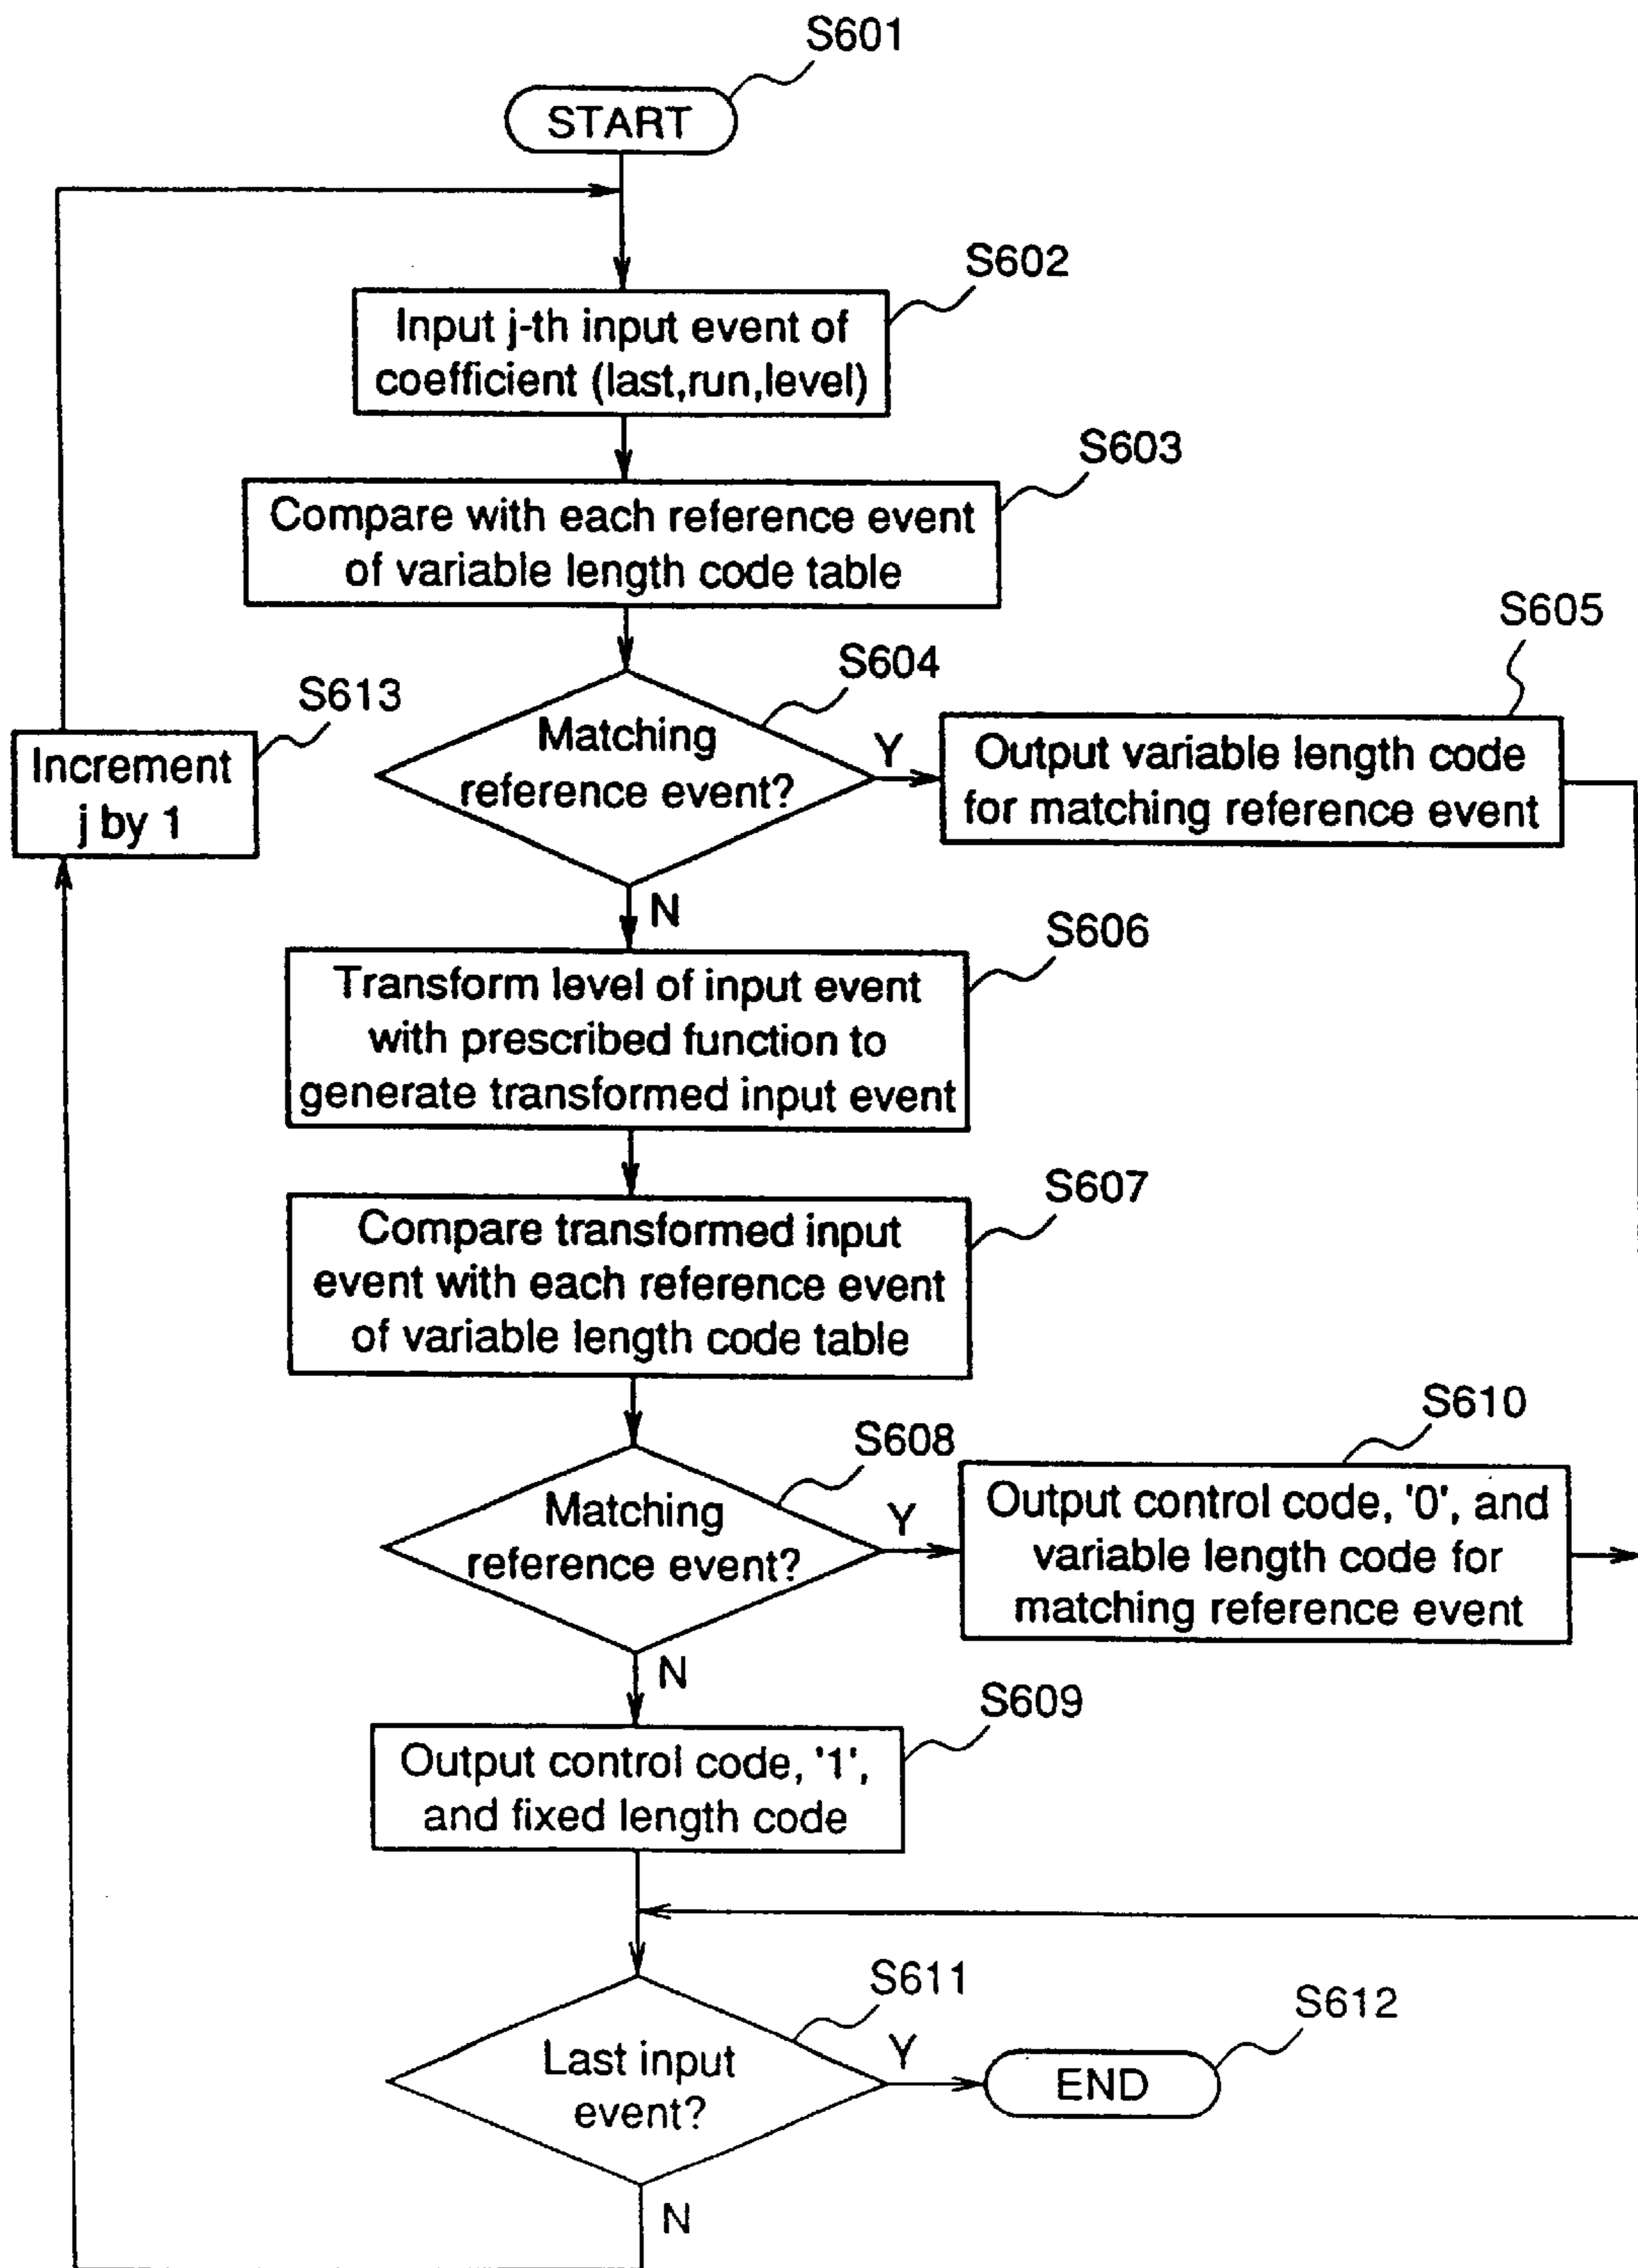 S601
START
S602
Input j-th input event of
coefficient (last,run,level)
S603
Compare with each reference event
of variable length code table
S604
Matching
reference event?
Y
N
S605
Output variable length code
for matching reference event
S613
Increment
j by 1
S606
Transform level of input event
with prescribed function to
generate transformed input event
S607
Compare transformed input
event with each reference event
of variable length code table
S608
Matching
reference event?
Y
N
S610
Output control code, '0', and
variable length code for
matching reference event
S609
Output control code, '1',
and fixed length code
S611
Last input
event?
Y
N
S612
END